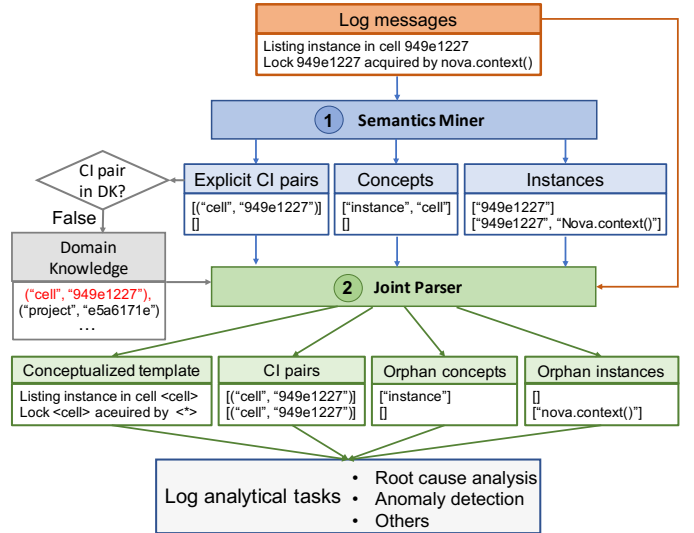 Log messages
Listing instance in cell 949e1227
Lock 949e1227 acquired by nova.context()
1 Semantics Miner
CI pair
in DK?
False
Explicit CI pairs
[(“cell”, “949e1227”)]
[]
Concepts
[“instance”, “cell”]
[]
Instances
[“949e1227”]
[“949e1227”, “Nova.context()”]
Domain
Knowledge
(“cell”, “949e1227”),
(“project”, “e5a6171e”)
...
2 Joint Parser
Conceptualized template
Listing instance in cell <cell>
Lock <cell> aceuired by <*>
CI pairs
[(“cell”, “949e1227”)]
[(“cell”, “949e1227”)]
Orphan concepts
[“instance”]
[]
Orphan instances
[]
[“nova.context()”]
Log analytical tasks
• Root cause analysis
• Anomaly detection
• Others